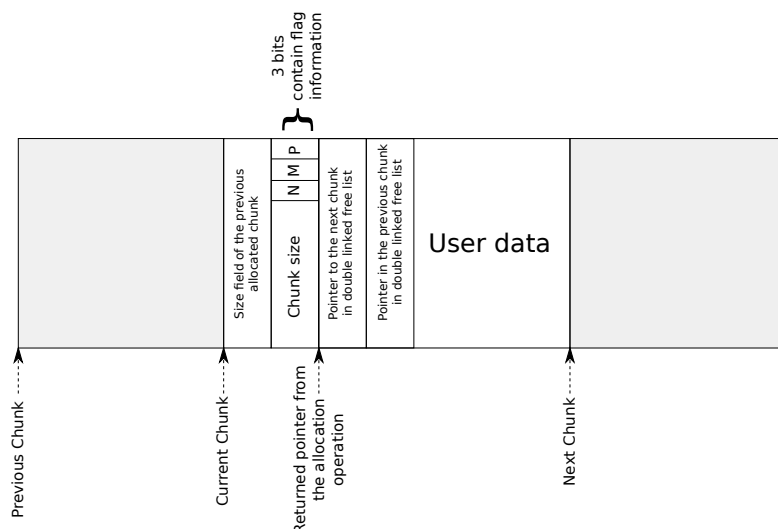 3 bits
contain flag
information
Size field of the previous
allocated chunk
Chunk size
N
M
P
Pointer to the next chunk
in double linked free list
Pointer in the previous chunk
in double linked free list
User data
Previous Chunk
Current Chunk
Returned pointer from
the allocation
operation
Next Chunk